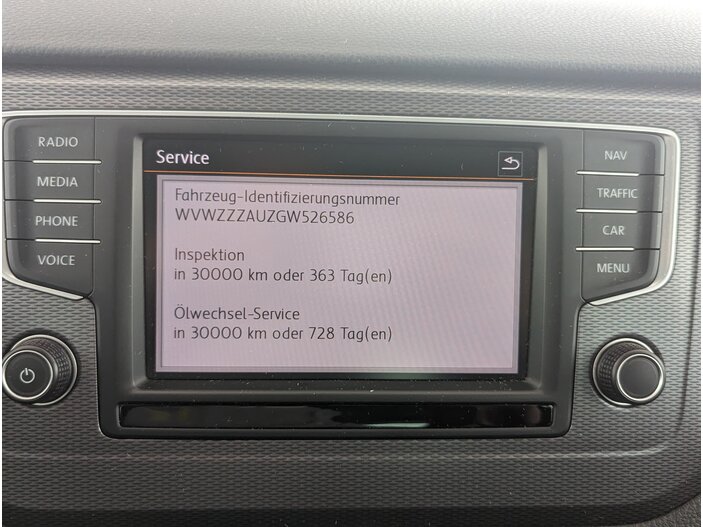 Service
RADIO
MEDIA
PHONE
VOICE
Fahrzeug-Identifizierungsnummer
WVWZZZAUZGW526586
Inspektion
in 30000 km oder 363 Tag(en)
Ölwechsel-Service
in 30000 km oder 728 Tag(en)
NAV
TRAFFIC
CAR
MENU